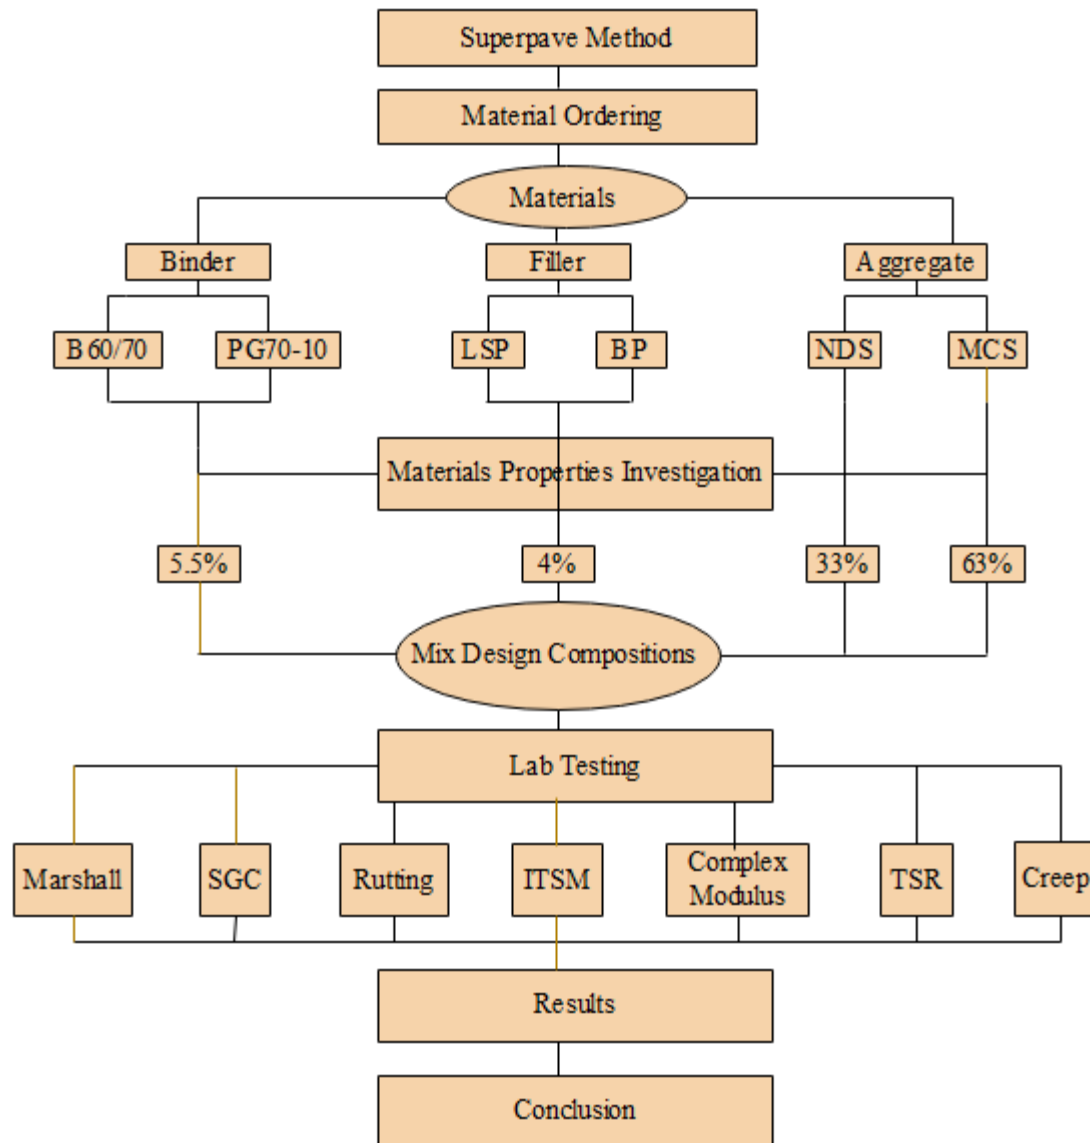 Superpave Method
Material Ordering
Materials
Binder
Filler
Aggregate
B60/70
PG70-10
LSP
BP
NDS
MCS
Materials Properties Investigation
5.5%
4%
33%
63%
Mix Design Compositions
Lab Testing
Marshall
SGC
Rutting
ITSM
Complex
Modulus
TSR
Creep
Results
Conclusion